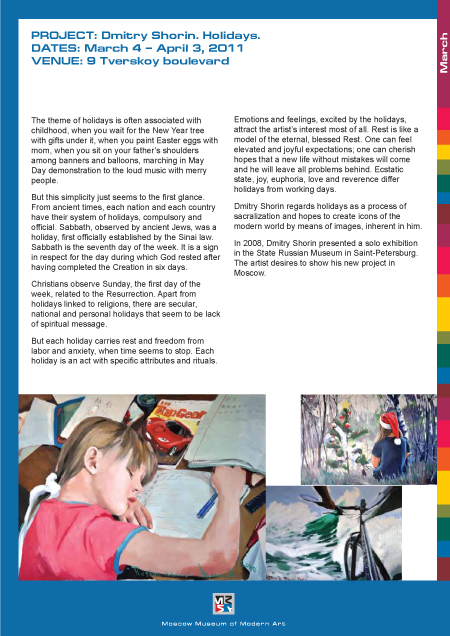 PROJECT: Dmitry Shorin. Holidays.
DATES: March 4 – April 3, 2011
VENUE: 9 Tverskoy boulevard
March
The theme of holidays is often associated with
childhood, when you wait for the New Year tree
with gifts under it, when you paint Easter eggs with
mom, when you sit on your father's shoulders
among banners and balloons, marching in May
Day demonstration to the loud music with merry
people.
But this simplicity just seems to the first glance.
From ancient times, each nation and each country
have their system of holidays, compulsory and
official. Sabbath, observed by ancient Jews, was a
holiday, first officially established by the Sinai law.
Sabbath is the seventh day of the week. It is a sign
in respect for the day during which God rested after
having completed the Creation in six days.
Christians observe Sunday, the first day of the
week, related to the Resurrection. Apart from
holidays linked to religions, there are secular,
national and personal holidays that seem to be lack
of spiritual message.
But each holiday carries rest and freedom from
labor and anxiety, when time seems to stop. Each
holiday is an act with specific attributes and rituals.
Emotions and feelings, excited by the holidays,
attract the artist's interest most of all. Rest is like a
model of the eternal, blessed Rest. One can feel
elevated and joyful expectations; one can cherish
hopes that a new life without mistakes will come
and he will leave all problems behind. Ecstatic
state, joy, euphoria, love and reverence differ
holidays from working days.
Dmitry Shorin regards holidays as a process of
sacralization and hopes to create icons of the
modern world by means of images, inherent in him.
In 2008, Dmitry Shorin presented a solo exhibition
in the State Russian Museum in Saint-Petersburg.
The artist desires to show his new project in
Moscow.
TopGear
Moscow Museum of Modern Art